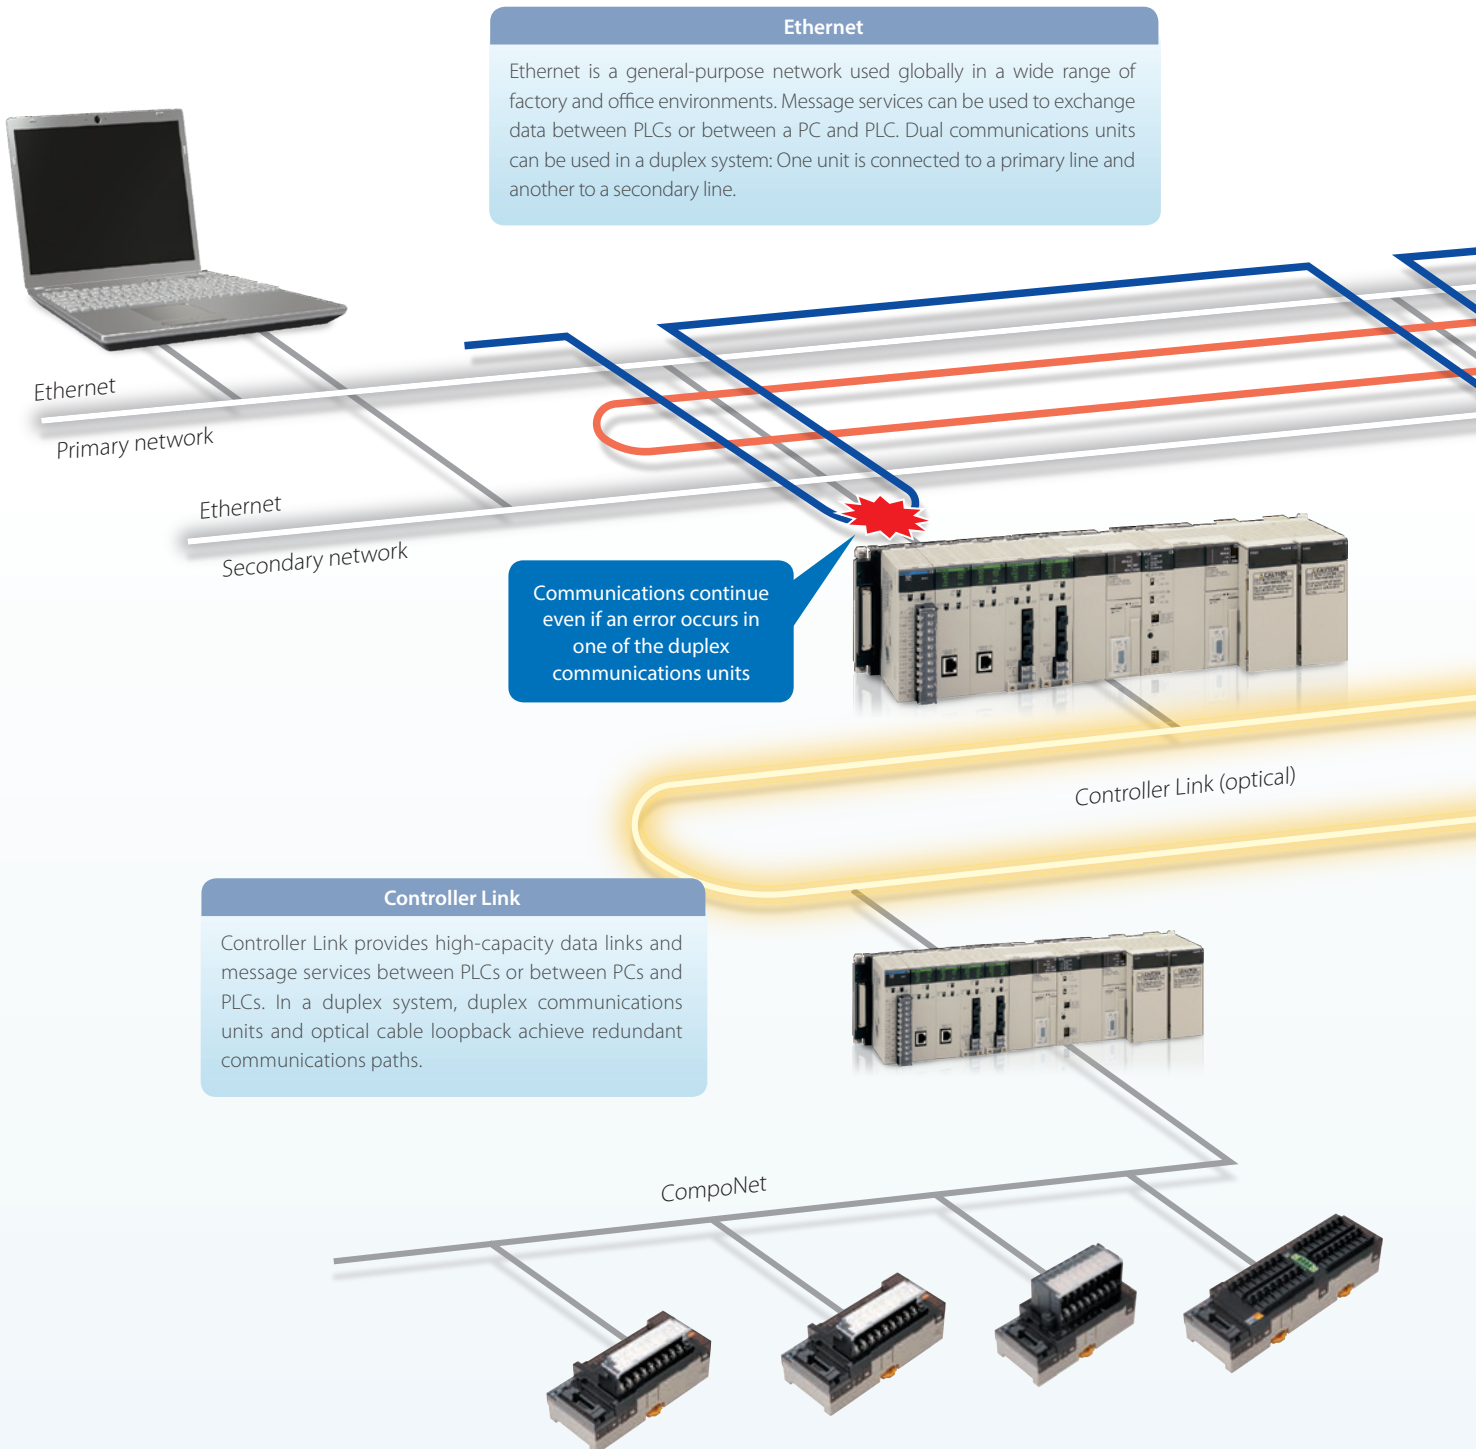 Ethernet
Ethernet is a general-purpose network used globally in a wide range of
factory and office environments. Message services can be used to exchange
data between PLCs or between a PC and PLC. Dual communications units
can be used in a duplex system: One unit is connected to a primary line and
another to a secondary line.
Ethernet
Primary network
Ethernet
Secondary network
Communications continue
even if an error occurs in
one of the duplex
communications units
Controller Link (optical)
Controller Link
Controller Link provides high-capacity data links and
message services between PLCs or between PCs and
PLCs. In a duplex system, duplex communications
units and optical cable loopback achieve redundant
communications paths.
CompoNet